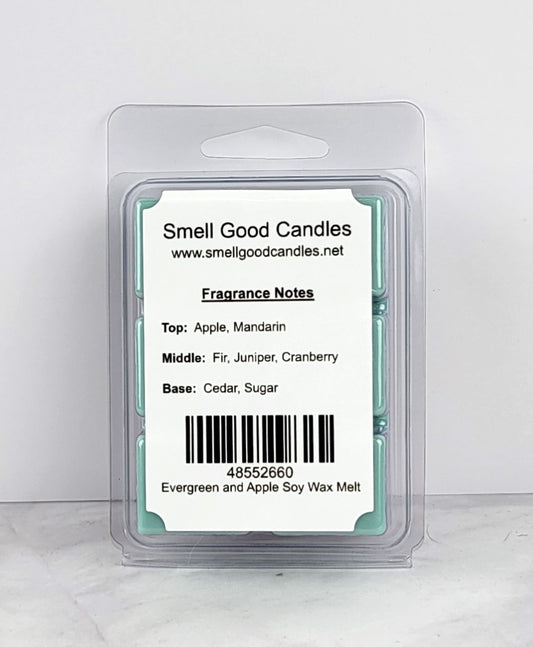 Smell Good Candles
www.smellgoodcandles.net
Fragrance Notes
Top: Apple, Mandarin
Middle: Fir, Juniper, Cranberry
Base: Cedar, Sugar
48552660
Evergreen and Apple Soy Wax Melt